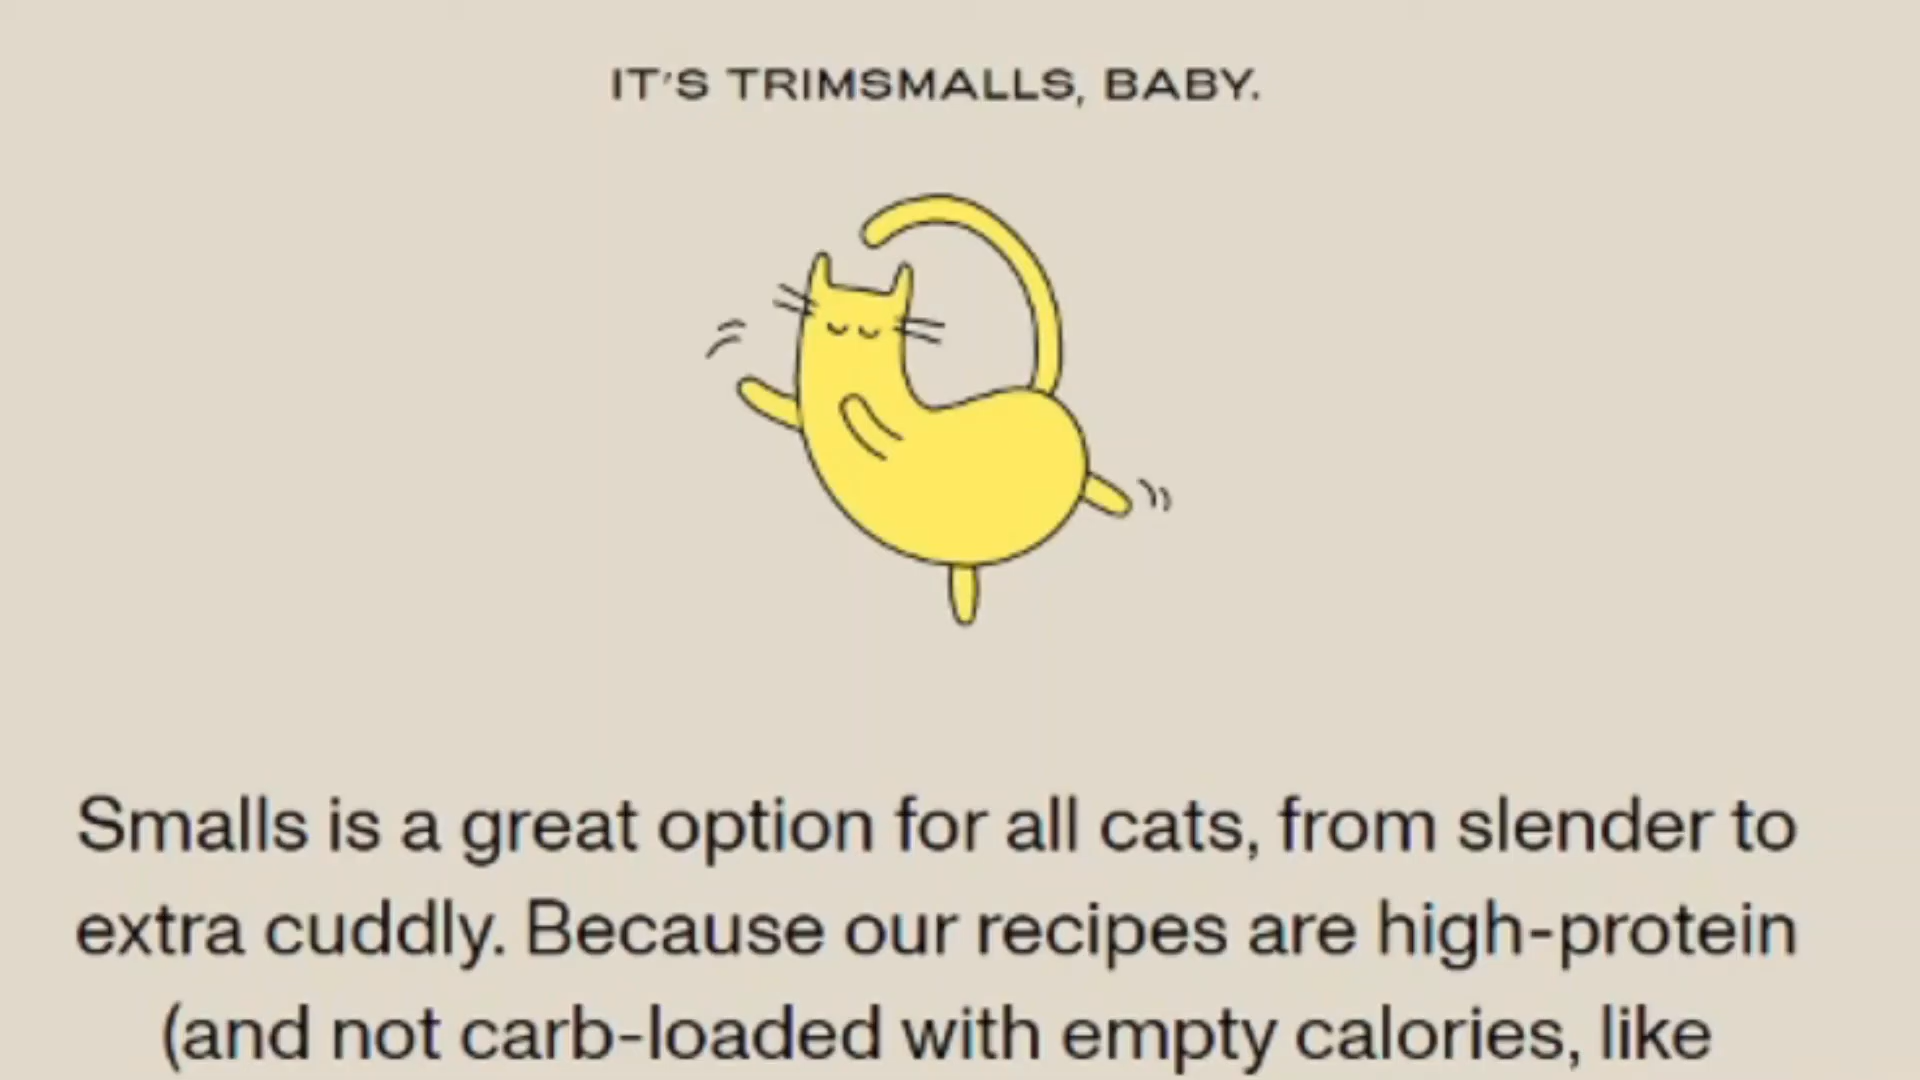 IT'S TRIMSMALLS, BABY.
Smalls is a great option for all cats, from slender to
extra cuddly. Because our recipes are high-protein
(and not carb-loaded with empty calories, like